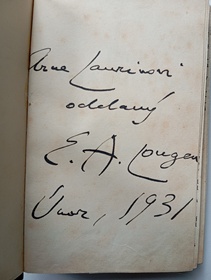 Arne Laurinovi
oddaný
E. A. Longen
Únor, 1931